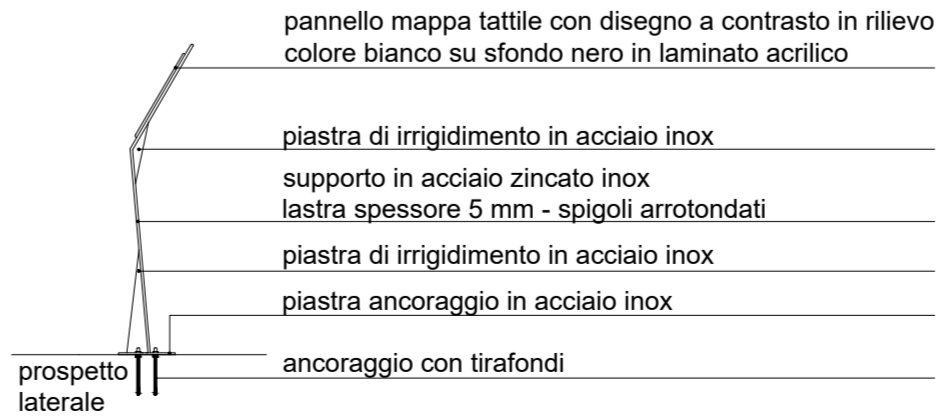 pannello mappa tattile con disegno a contrasto in rilievo
colore bianco su sfondo nero in laminato acrilico
piastra di irrigidimento in acciaio inox
supporto in acciaio zincato inox
lastra spessore 5 mm - spigoli arrotondati
piastra di irrigidimento in acciaio inox
piastra ancoraggio in acciaio inox
ancoraggio con tirafondi
prospetto
laterale